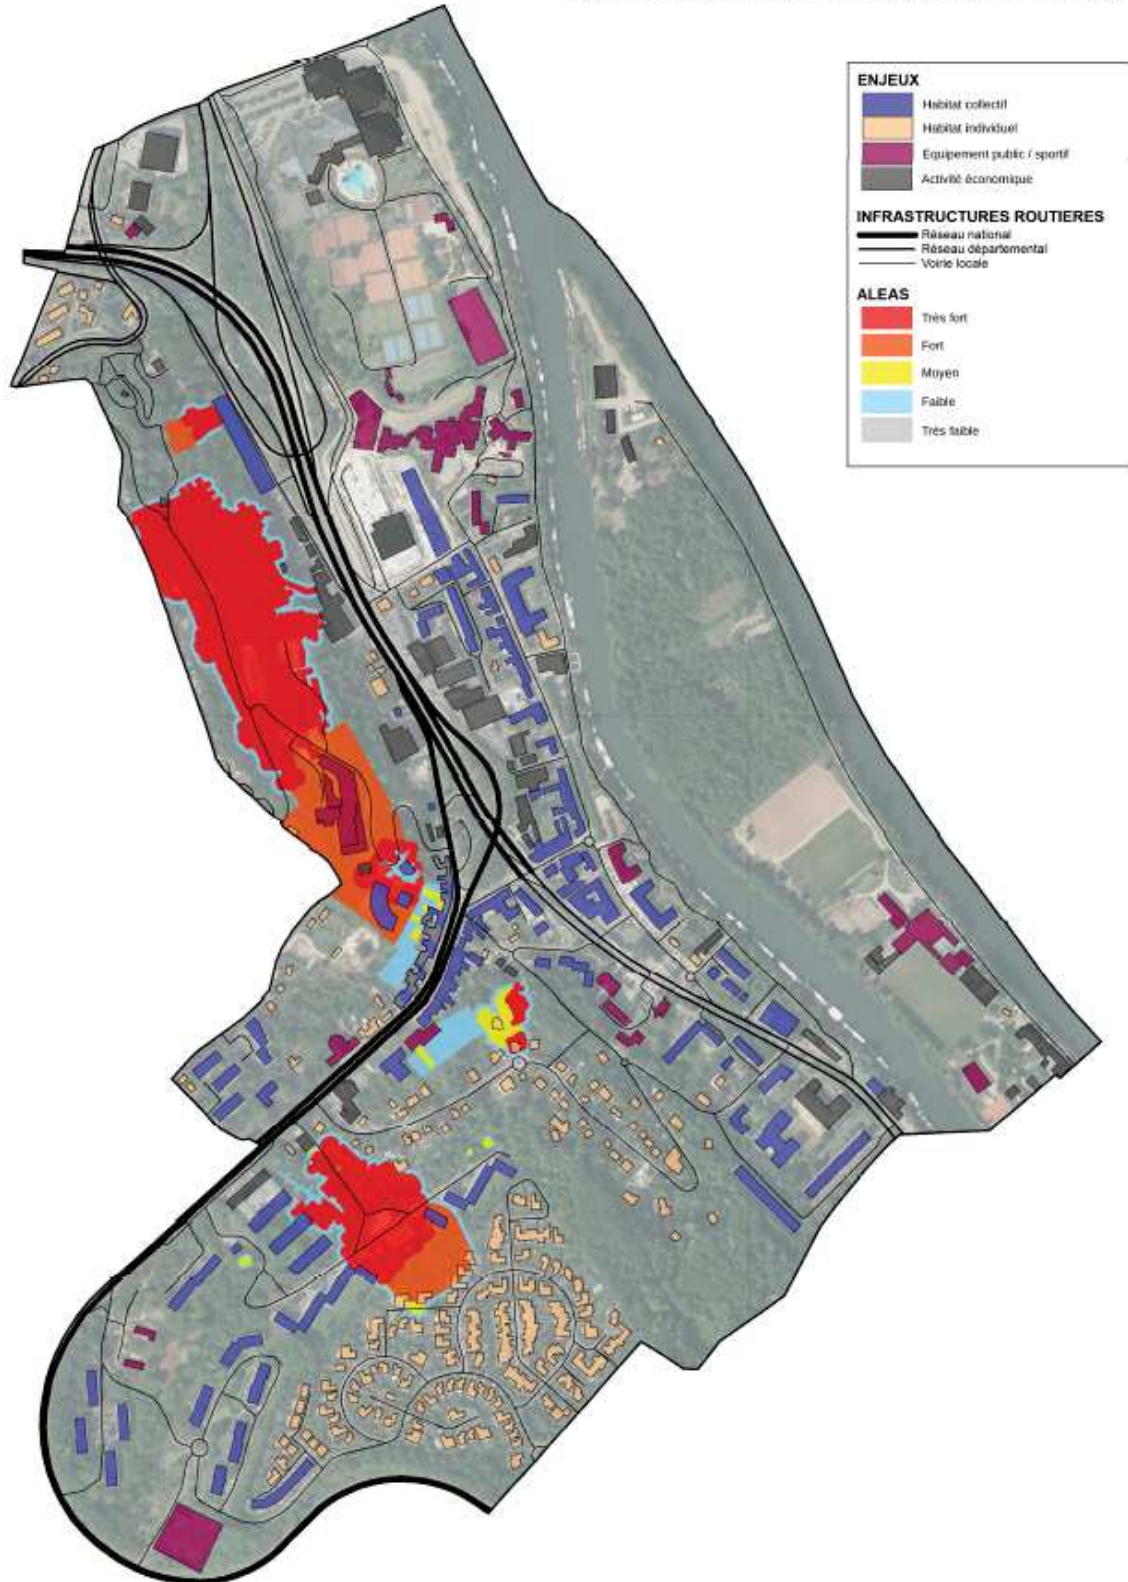 ENJEUX
Habitat collectif
Habitat individuel
Equipement public / sportif
Activité économique
INFRASTRUCTURES ROUTIERES
Réseau national
Réseau départemental
Voirie locale
ALEAS
Très fort
Fort
Moyen
Faible
Très faible